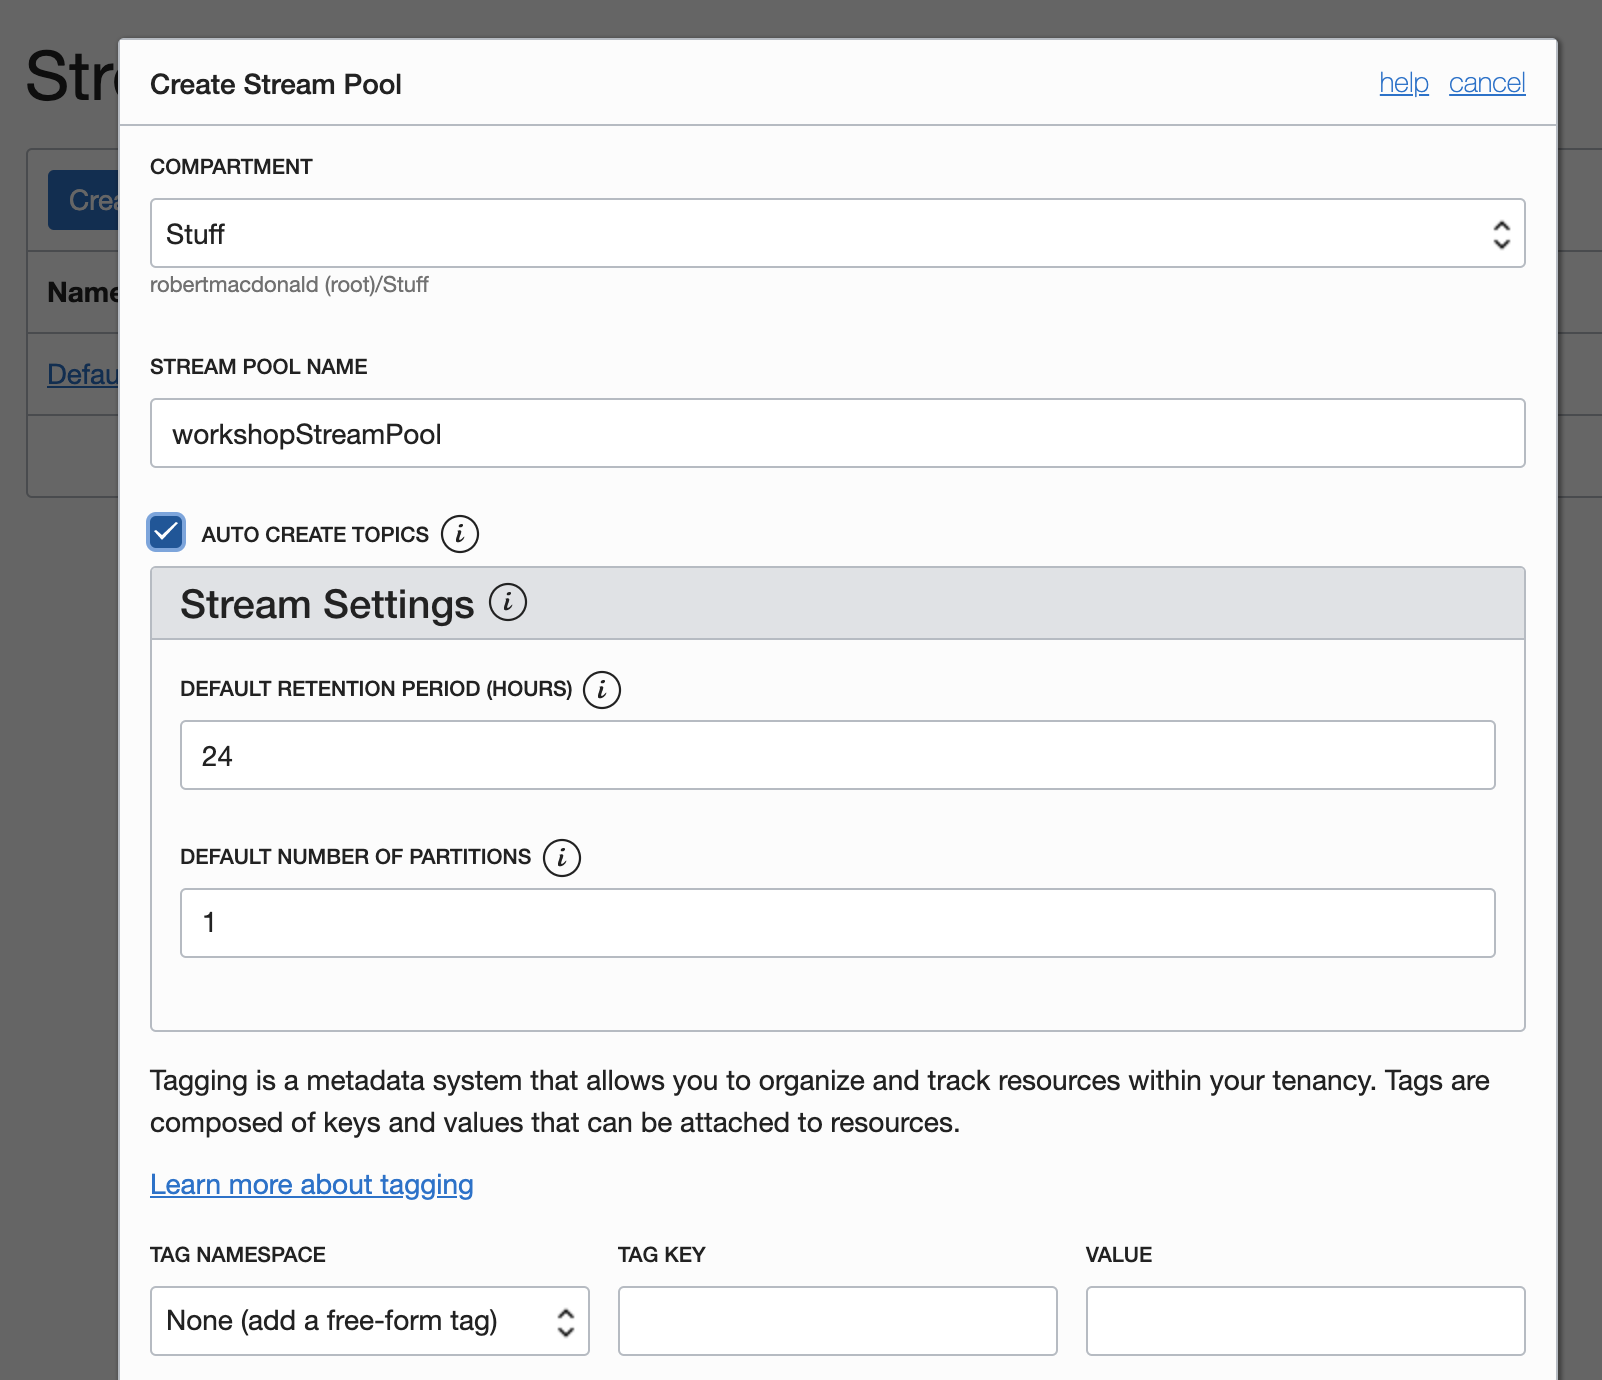 Create Stream Pool
help cancel
COMPARTMENT
Stuff
robertmacdonald (root)/Stuff
Name
STREAM POOL NAME
workshopStreamPool
AUTO CREATE TOPICS i
Stream Settings i
DEFAULT RETENTION PERIOD (HOURS) i
24
DEFAULT NUMBER OF PARTITIONS i
1
Tagging is a metadata system that allows you to organize and track resources within your tenancy. Tags are
composed of keys and values that can be attached to resources.
Learn more about tagging
TAG NAMESPACE TAG KEY VALUE
None (add a free-form tag)